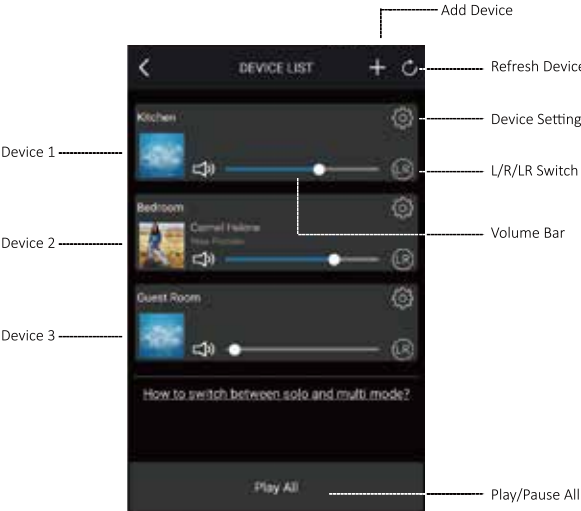 Add Device
DEVICE LIST
Refresh Device
Kitchen
Device Setting
Device 1
LR
L/R/LR Switch
Bedroom
Volume Bar
Device 2
LR
Guest Room
Device 3
LR
How to switch between solo and multi mode?
Play All
Play/Pause All